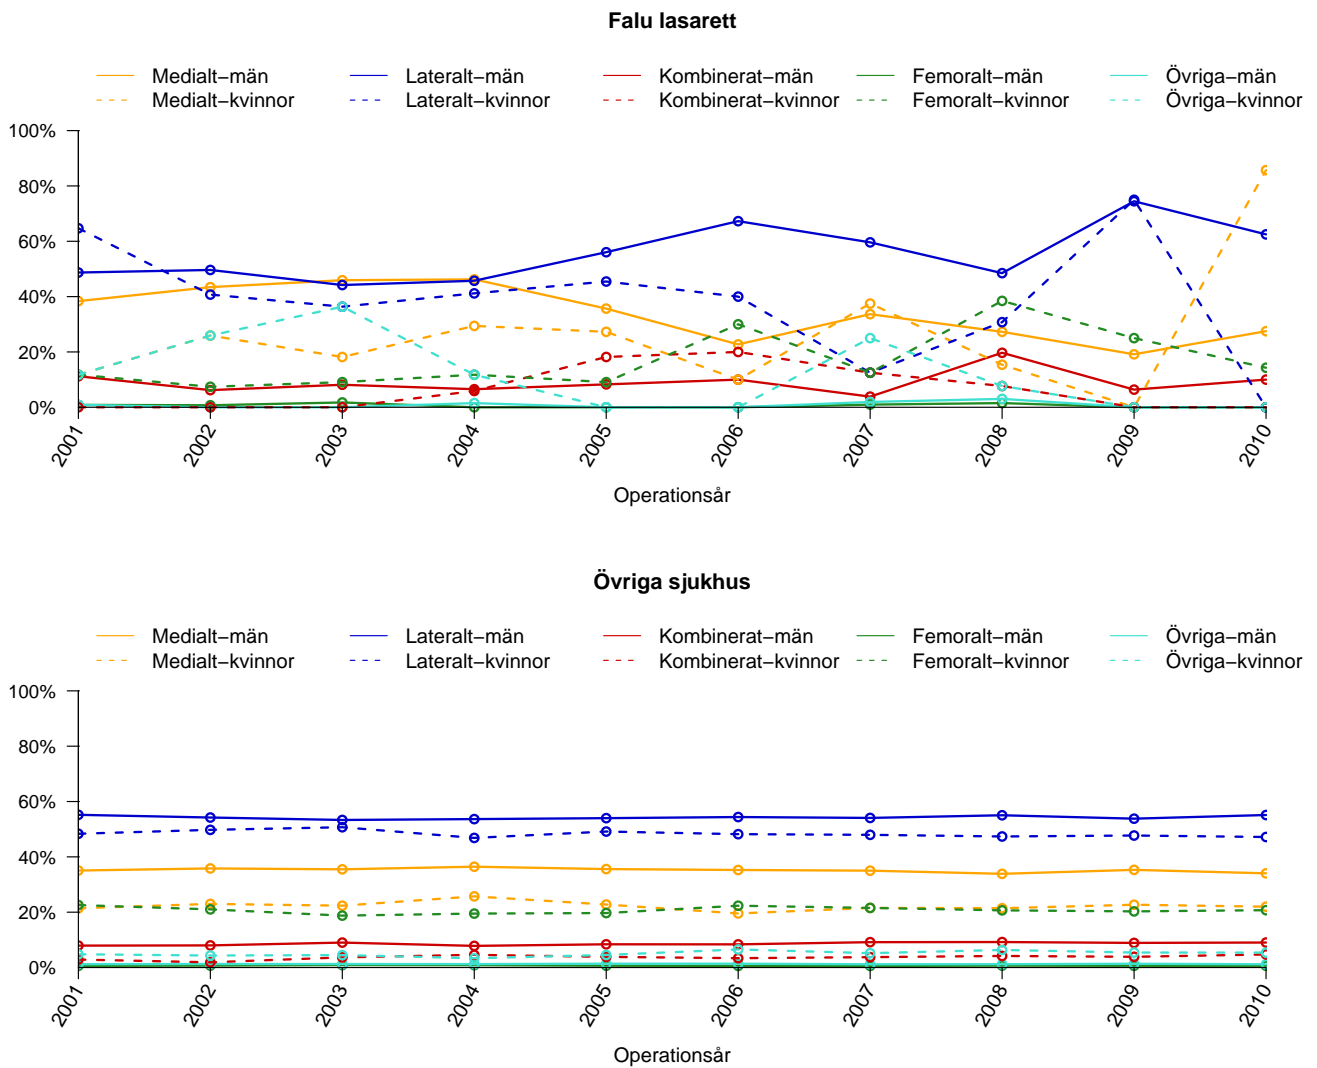 Falu lasarett
Medialt−män Lateralt−män Kombinerat−män Femoralt−män Övriga−män
Medialt−kvinnor Lateralt−kvinnor Kombinerat−kvinnor Femoralt−kvinnor Övriga−kvinnor
100%
80%
60%
40%
20%
0%
2001 2002 2003 2004 2005 2006 2007 2008 2009 2010
Operationsår
Övriga sjukhus
Medialt−män Lateralt−män Kombinerat−män Femoralt−män Övriga−män
Medialt−kvinnor Lateralt−kvinnor Kombinerat−kvinnor Femoralt−kvinnor Övriga−kvinnor
100%
80%
60%
40%
20%
0%
2001 2002 2003 2004 2005 2006 2007 2008 2009 2010
Operationsår